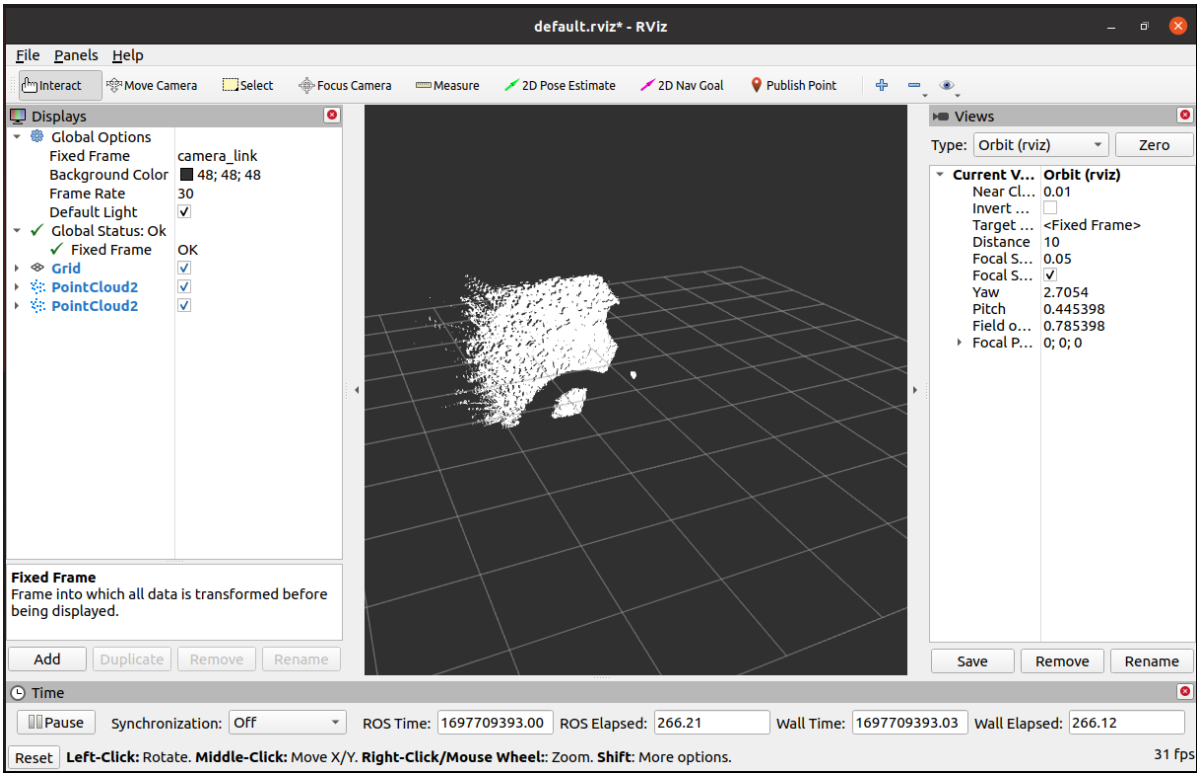 default.rviz* - RViz
File Panels Help
Interact Move Camera Select Focus Camera Measure 2D Pose Estimate 2D Nav Goal Publish Point
Displays
Global Options
Fixed Frame camera_link
Background Color 48; 48; 48
Frame Rate 30
Default Light
Global Status: Ok
Fixed Frame OK
Grid
PointCloud2
PointCloud2
Fixed Frame
Frame into which all data is transformed before
being displayed.
Add Duplicate Remove Rename
Views
Type: Orbit (rviz) Zero
Current V... Orbit (rviz)
Near Cl... 0.01
Invert ...
Target ... <Fixed Frame>
Distance 10
Focal S... 0.05
Focal S...
Yaw 2.7054
Pitch 0.445398
Field o... 0.785398
Focal P... 0; 0; 0
Save Remove Rename
Time
Pause Synchronization: Off ROS Time: 1697709393.00 ROS Elapsed: 266.21 Wall Time: 1697709393.03 Wall Elapsed: 266.12
Reset Left-Click: Rotate. Middle-Click: Move X/Y. Right-Click/Mouse Wheel:: Zoom. Shift: More options. 31 fps